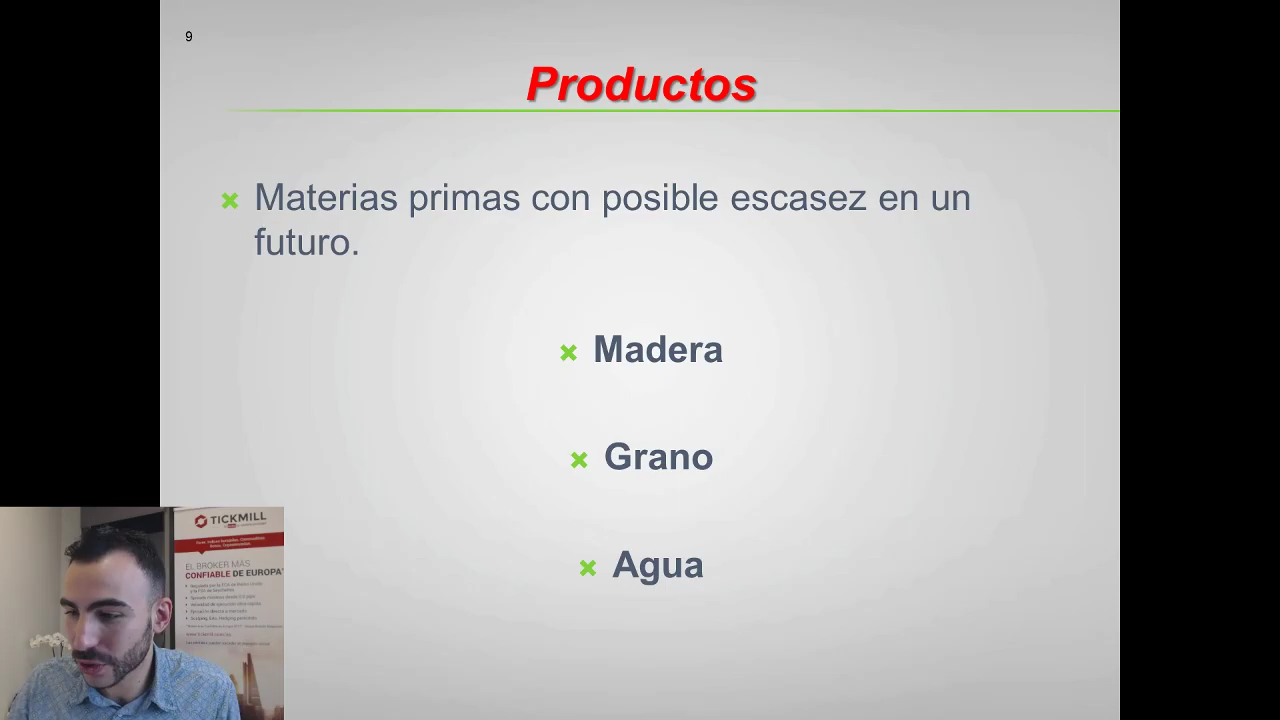 9
Productos
Materias primas con posible escasez en un
futuro.
Madera
Grano
Agua
TICKMILL
EL BRÓKER MÁS
CONFIABLE DE EUROPA